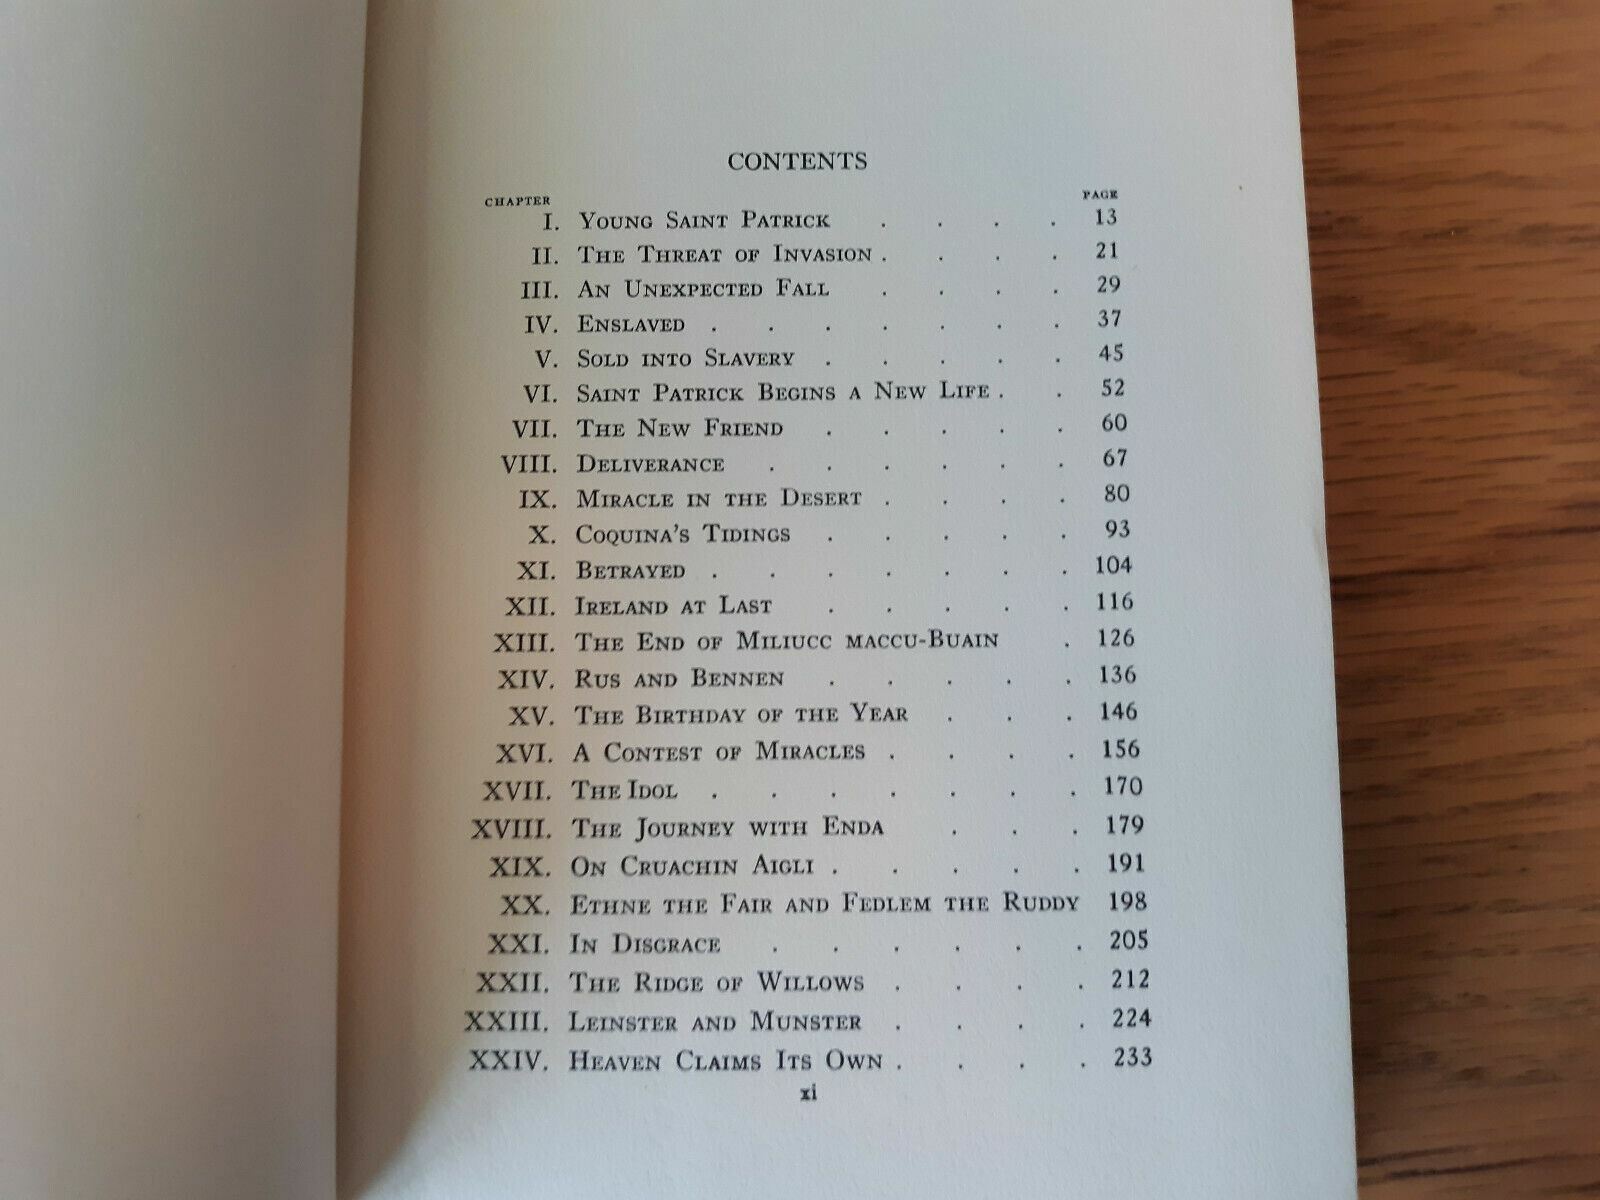 CONTENTS
CHAPTER PAGE
I. Young Saint Patrick . . . . 13
II. The Threat of Invasion . . . . 21
III. An Unexpected Fall . . . . 29
IV. Enslaved . . . . . . . 37
V. Sold into Slavery . . . . . 45
VI. Saint Patrick Begins a New Life . . 52
VII. The New Friend . . . . . 60
VIII. Deliverance . . . . . . 67
IX. Miracle in the Desert . . . . 80
X. Coquina's Tidings . . . . . 93
XI. Betrayed . . . . . . . 104
XII. Ireland at Last . . . . . 116
XIII. The End of Miliucc maccu-Buain . 126
XIV. Rus and Bennen . . . . . 136
XV. The Birthday of the Year . . . 146
XVI. A Contest of Miracles . . . . 156
XVII. The Idol . . . . . . . 170
XVIII. The Journey with Enda . . . 179
XIX. On Cruachin Aigli . . . . . 191
XX. Ethne the Fair and Fedlem the Ruddy 198
XXI. In Disgrace . . . . . . 205
XXII. The Ridge of Willows . . . . 212
XXIII. Leinster and Munster . . . . 224
XXIV. Heaven Claims Its Own . . . . 233
xi